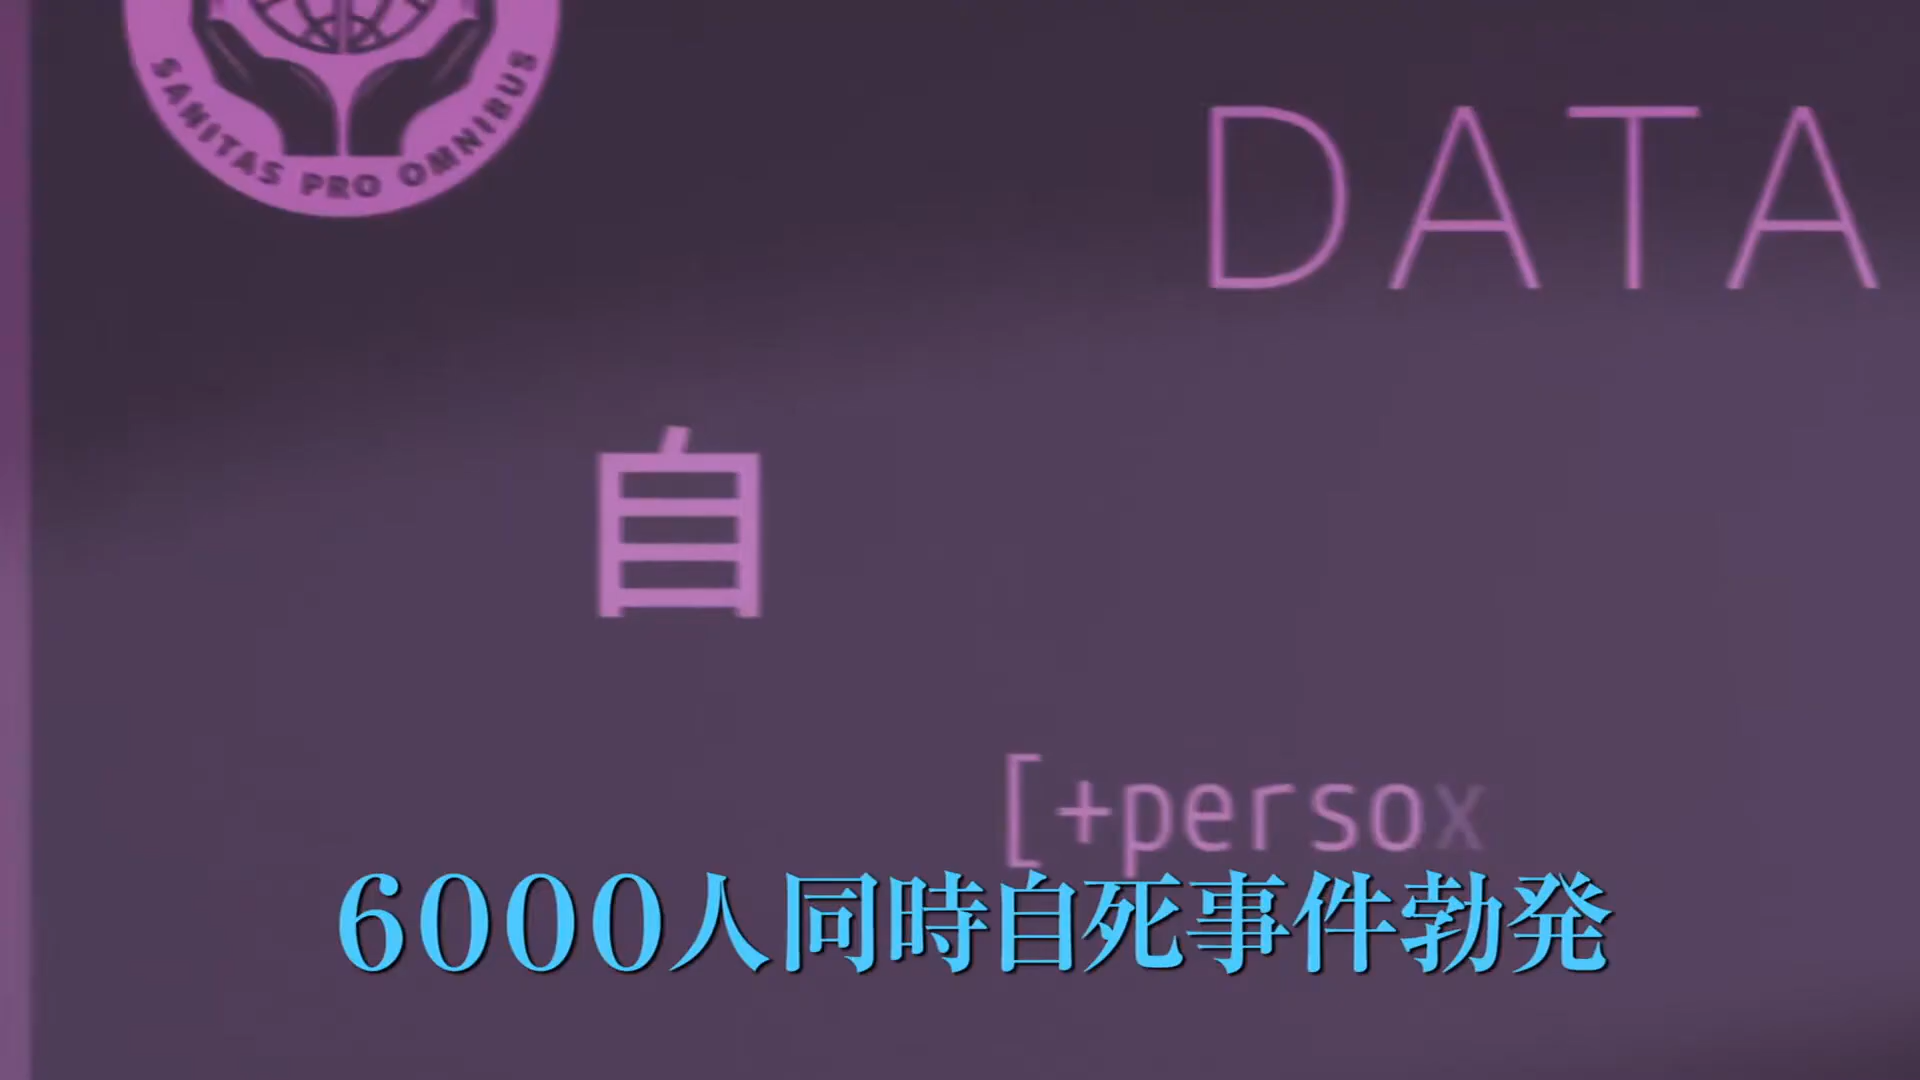 SANITAS PRO OMNIBUS
DATA
自
[+persox
6000人同時自死事件勃発